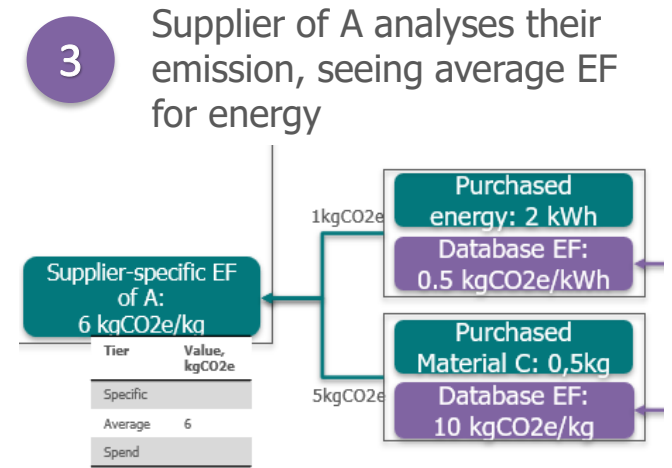 3
Supplier of A analyses their
emission, seeing average EF
for energy
1kgCO2e
Purchased
energy: 2 kWh
Database EF:
0.5 kgCO2e/kWh
Supplier-specific EF
of A:
6 kgCO2e/kg
Tier Value,
kgCO2e
Specific
Average 6
Spend
5kgCO2e
Purchased
Material C: 0,5kg
Database EF:
10 kgCO2e/kg